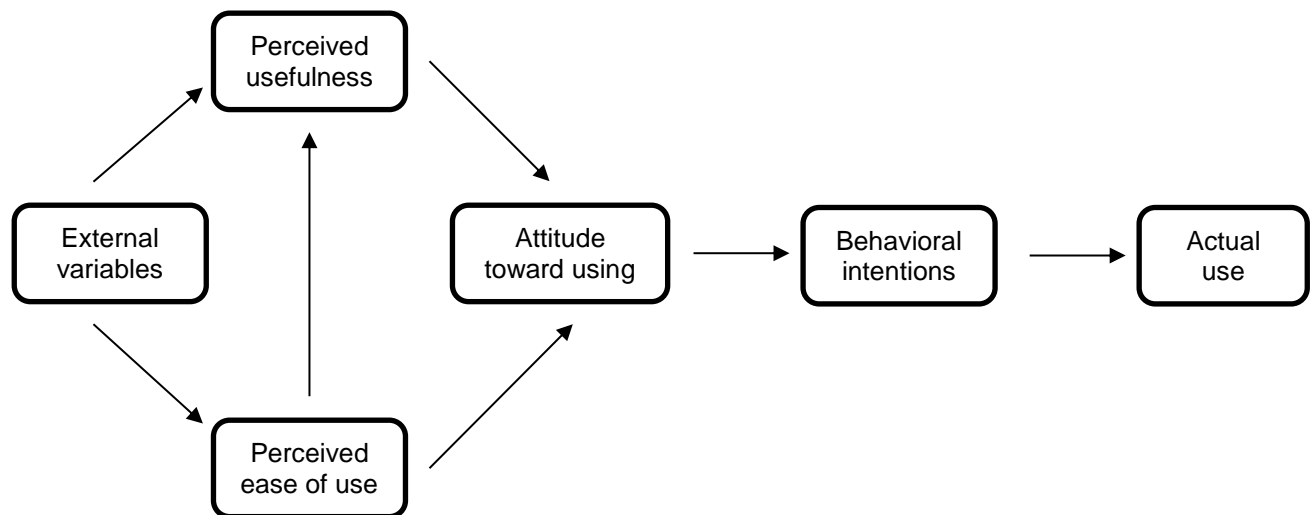 Perceived
usefulness
External
variables
Attitude
toward using
Behavioral
intentions
Actual
use
Perceived
ease of use